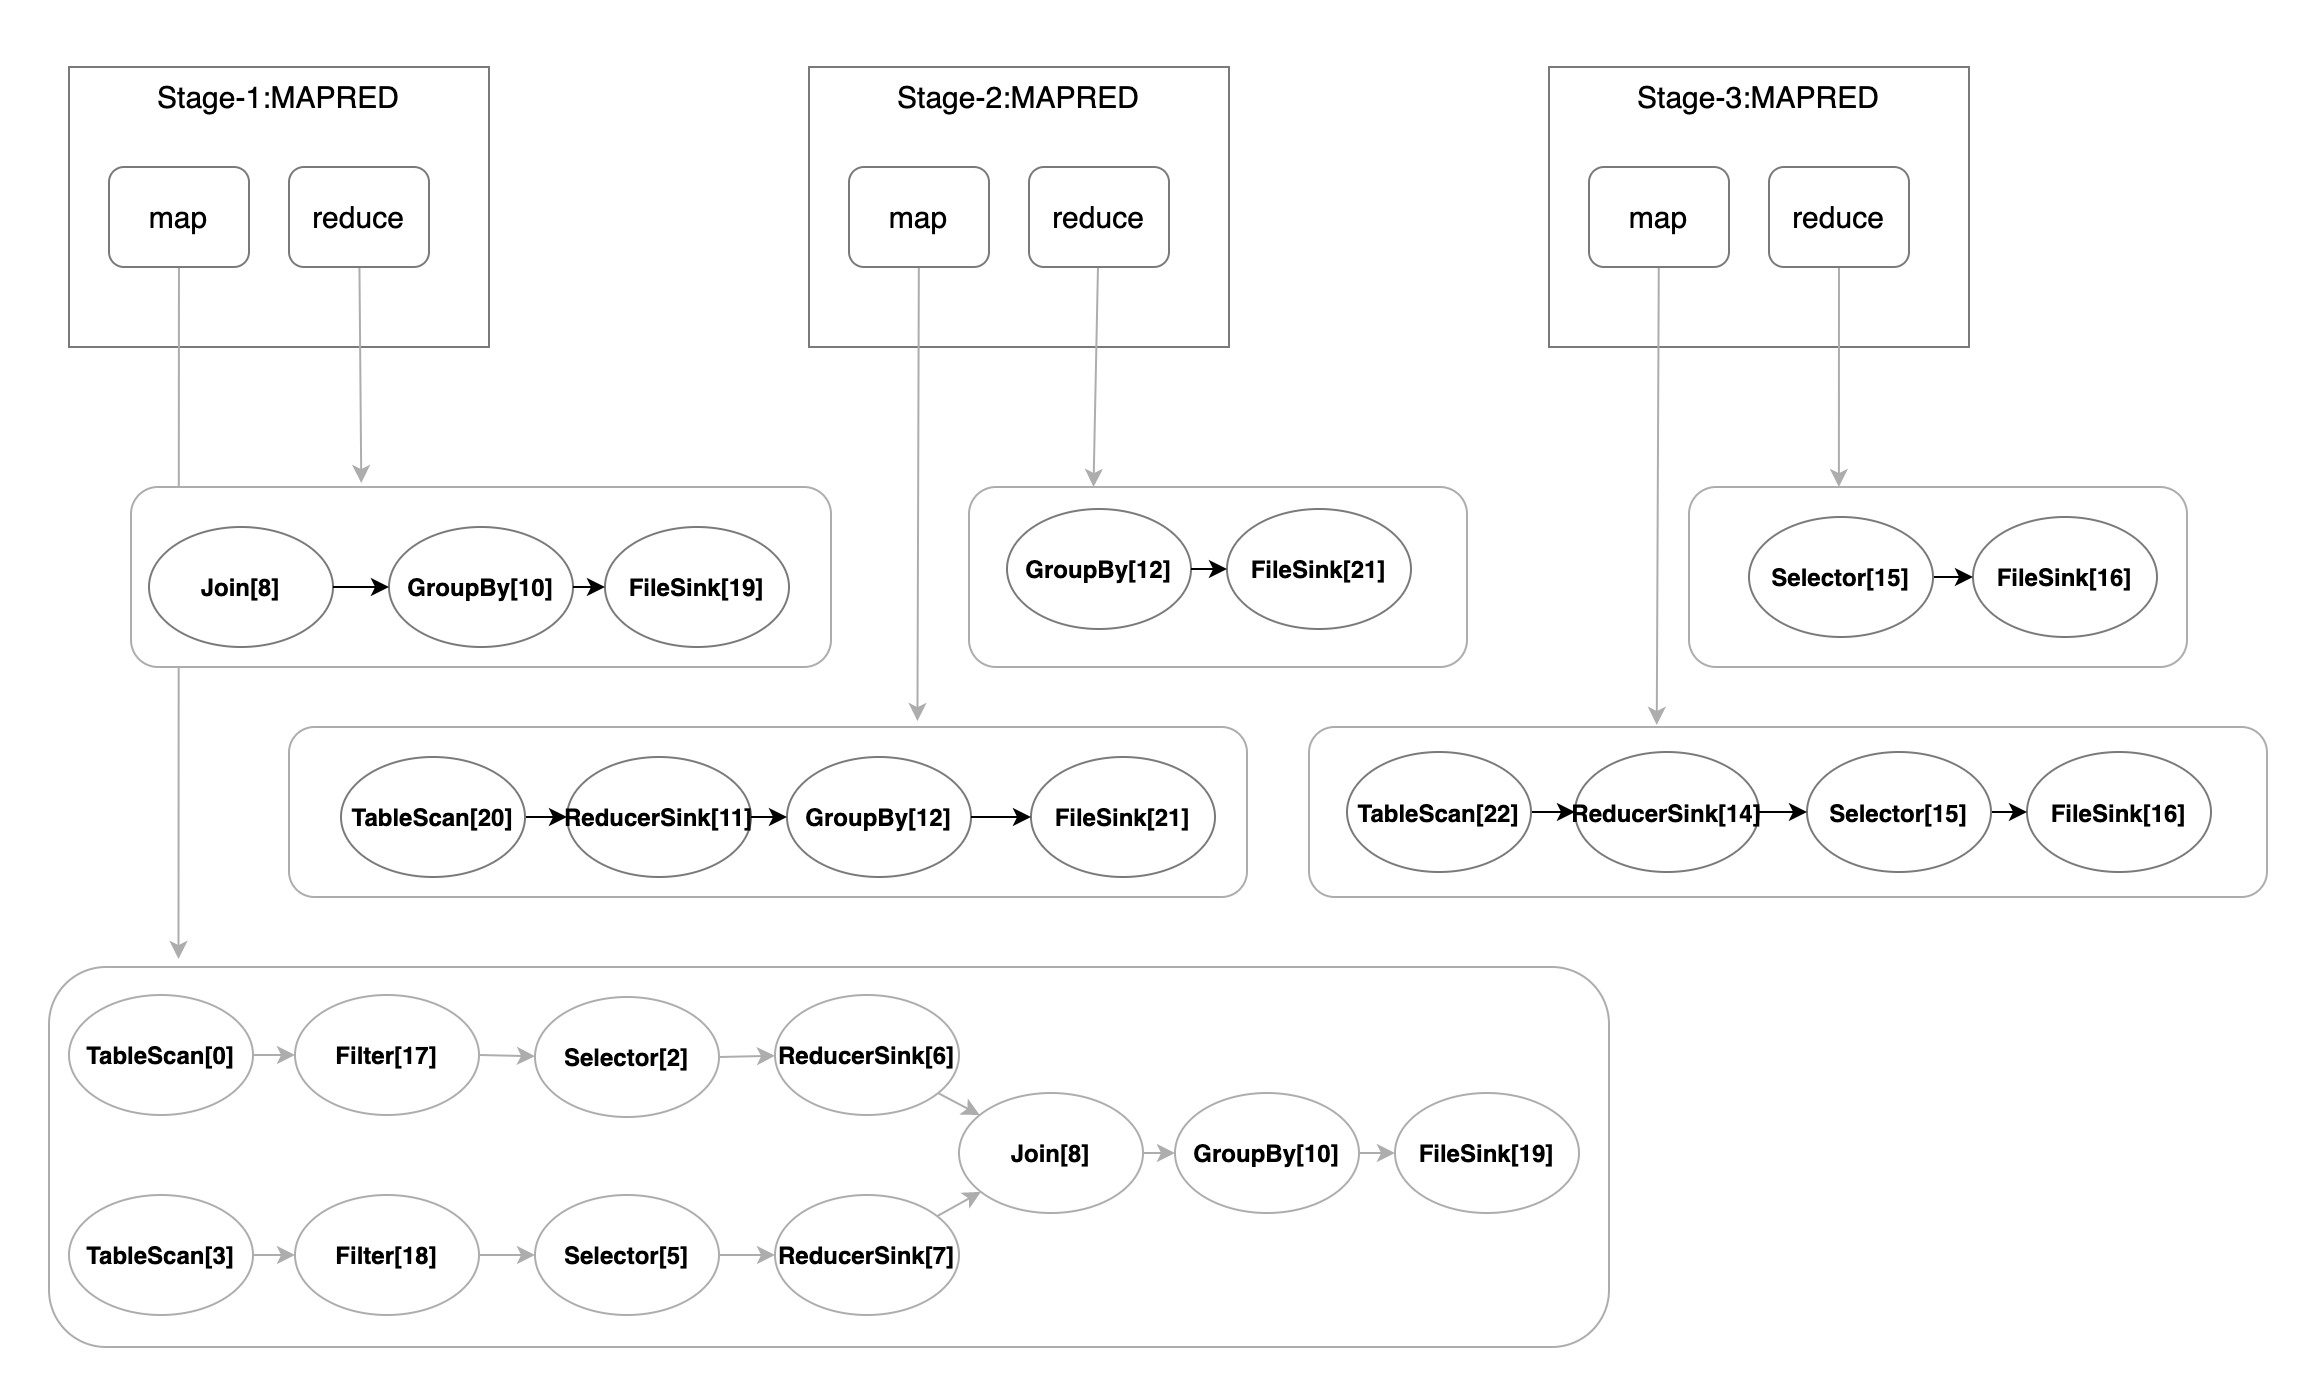 Stage-1:MAPRED
map
reduce
Stage-2:MAPRED
map
reduce
Stage-3:MAPRED
map
reduce
Join[8]
GroupBy[10]
FileSink[19]
GroupBy[12]
FileSink[21]
Selector[15]
FileSink[16]
TableScan[20]
ReducerSink[11]
GroupBy[12]
FileSink[21]
TableScan[22]
ReducerSink[14]
Selector[15]
FileSink[16]
TableScan[0]
Filter[17]
Selector[2]
ReducerSink[6]
Join[8]
GroupBy[10]
FileSink[19]
TableScan[3]
Filter[18]
Selector[5]
ReducerSink[7]